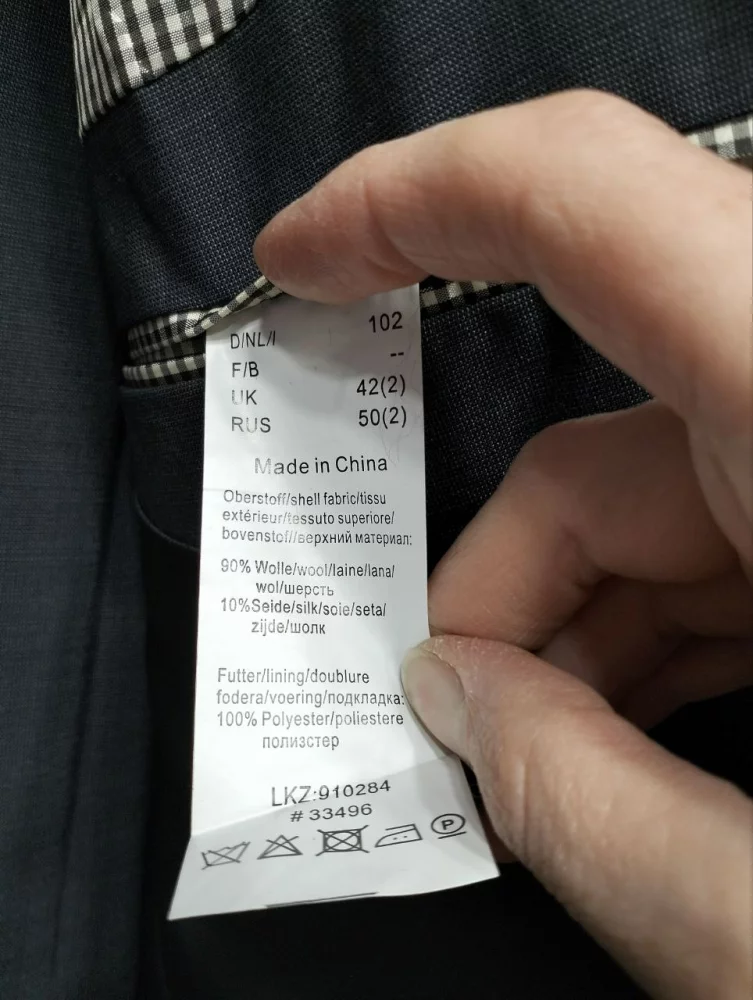 D/NL/I 102
F/B --
UK 42(2)
RUS 50(2)
Made in China
Oberstoff/shell fabric/tissu
extérieur/tessuto superiore/
bovenstof//верхний материал:
90% Wolle/wool/laine/lana/
wol/шерсть
10%Seide/silk/soie/seta/
zijde/шолк
Futter/lining/doublure
fodera/voering/подкладка:
100% Polyester/poliestere
полиэстер
LKZ:910284
# 33496
P